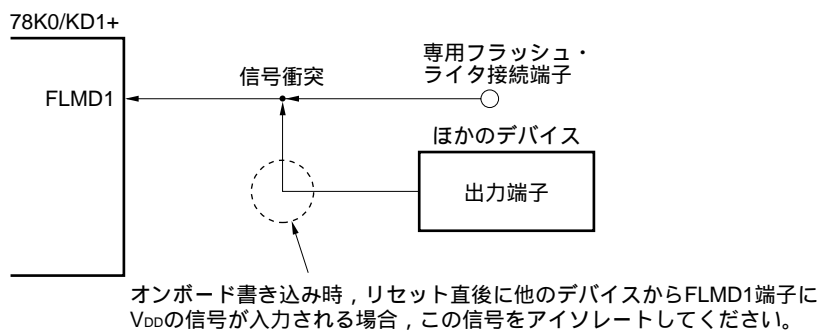 78K0/KD1+
専用フラッシュ・
ライタ接続端子
信号衝突
FLMD1
ほかのデバイス
出力端子
オンボード書き込み時，リセット直後に他のデバイスからFLMD1端子に
VDDの信号が入力される場合，この信号をアイソレートしてください。